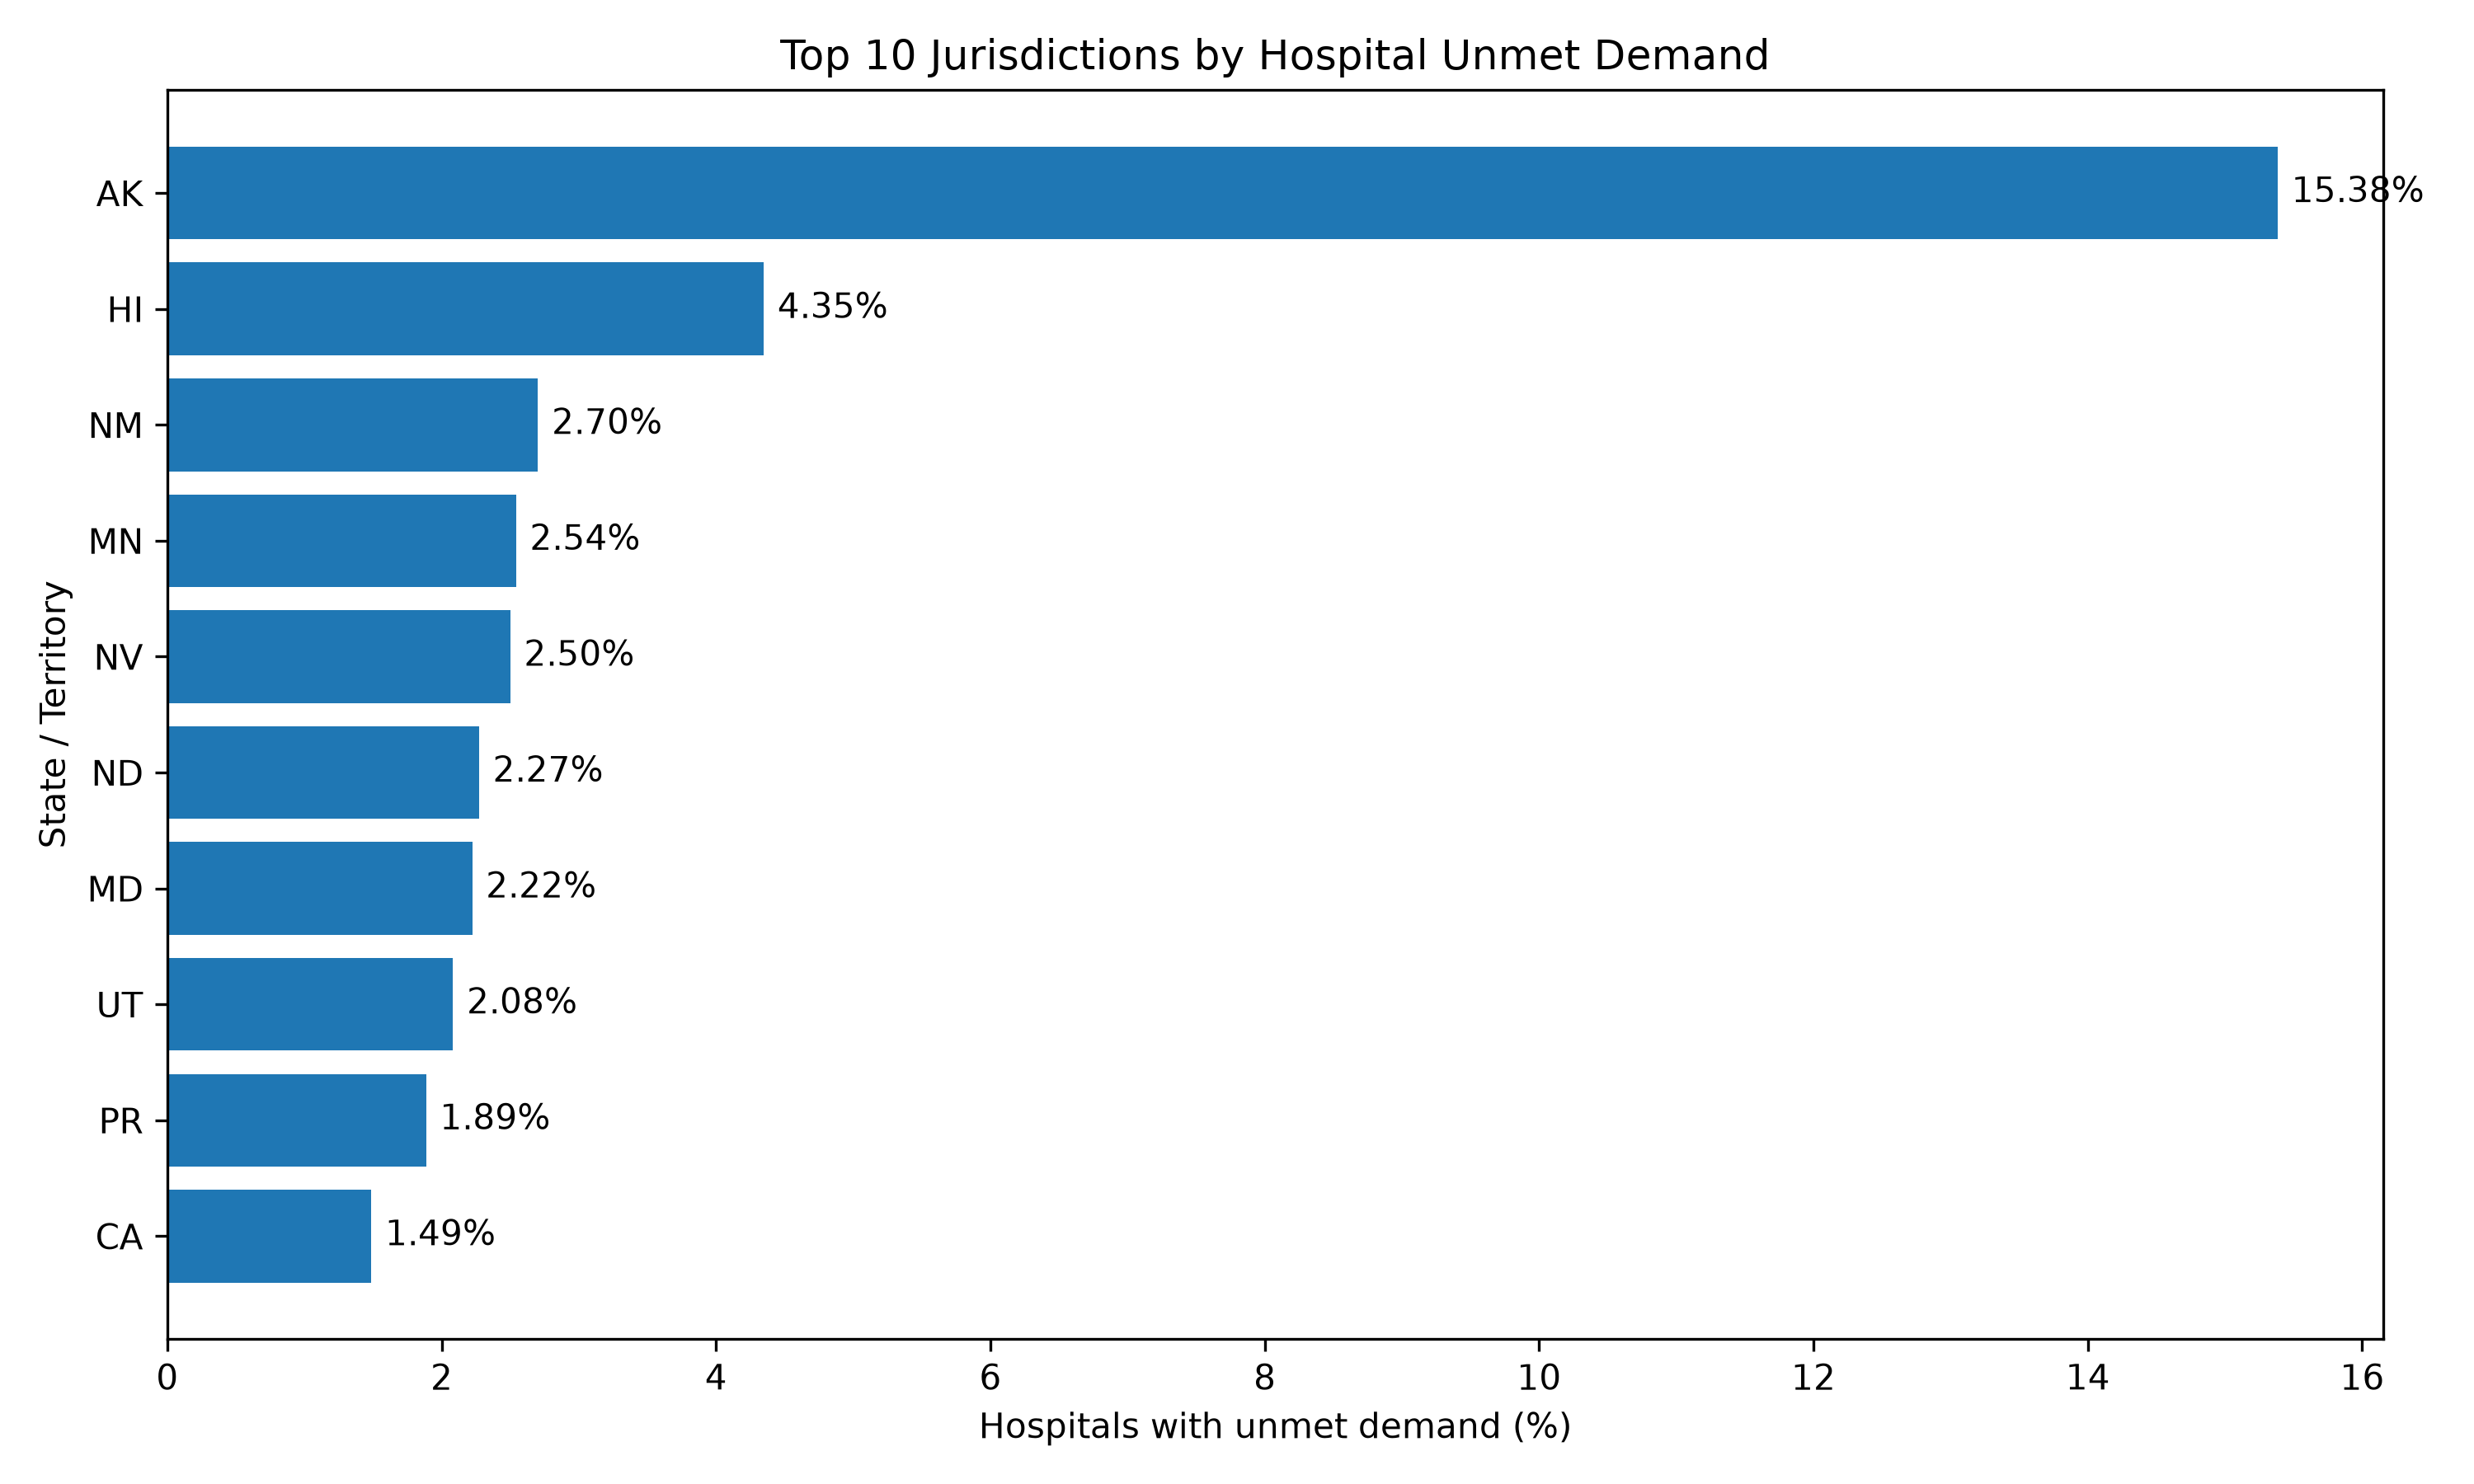 Top 10 Jurisdictions by Hospital Unmet Demand
State / Territory
AK 15.38%
HI 4.35%
NM 2.70%
MN 2.54%
NV 2.50%
ND 2.27%
MD 2.22%
UT 2.08%
PR 1.89%
CA 1.49%
0 2 4 6 8 10 12 14 16
Hospitals with unmet demand (%)